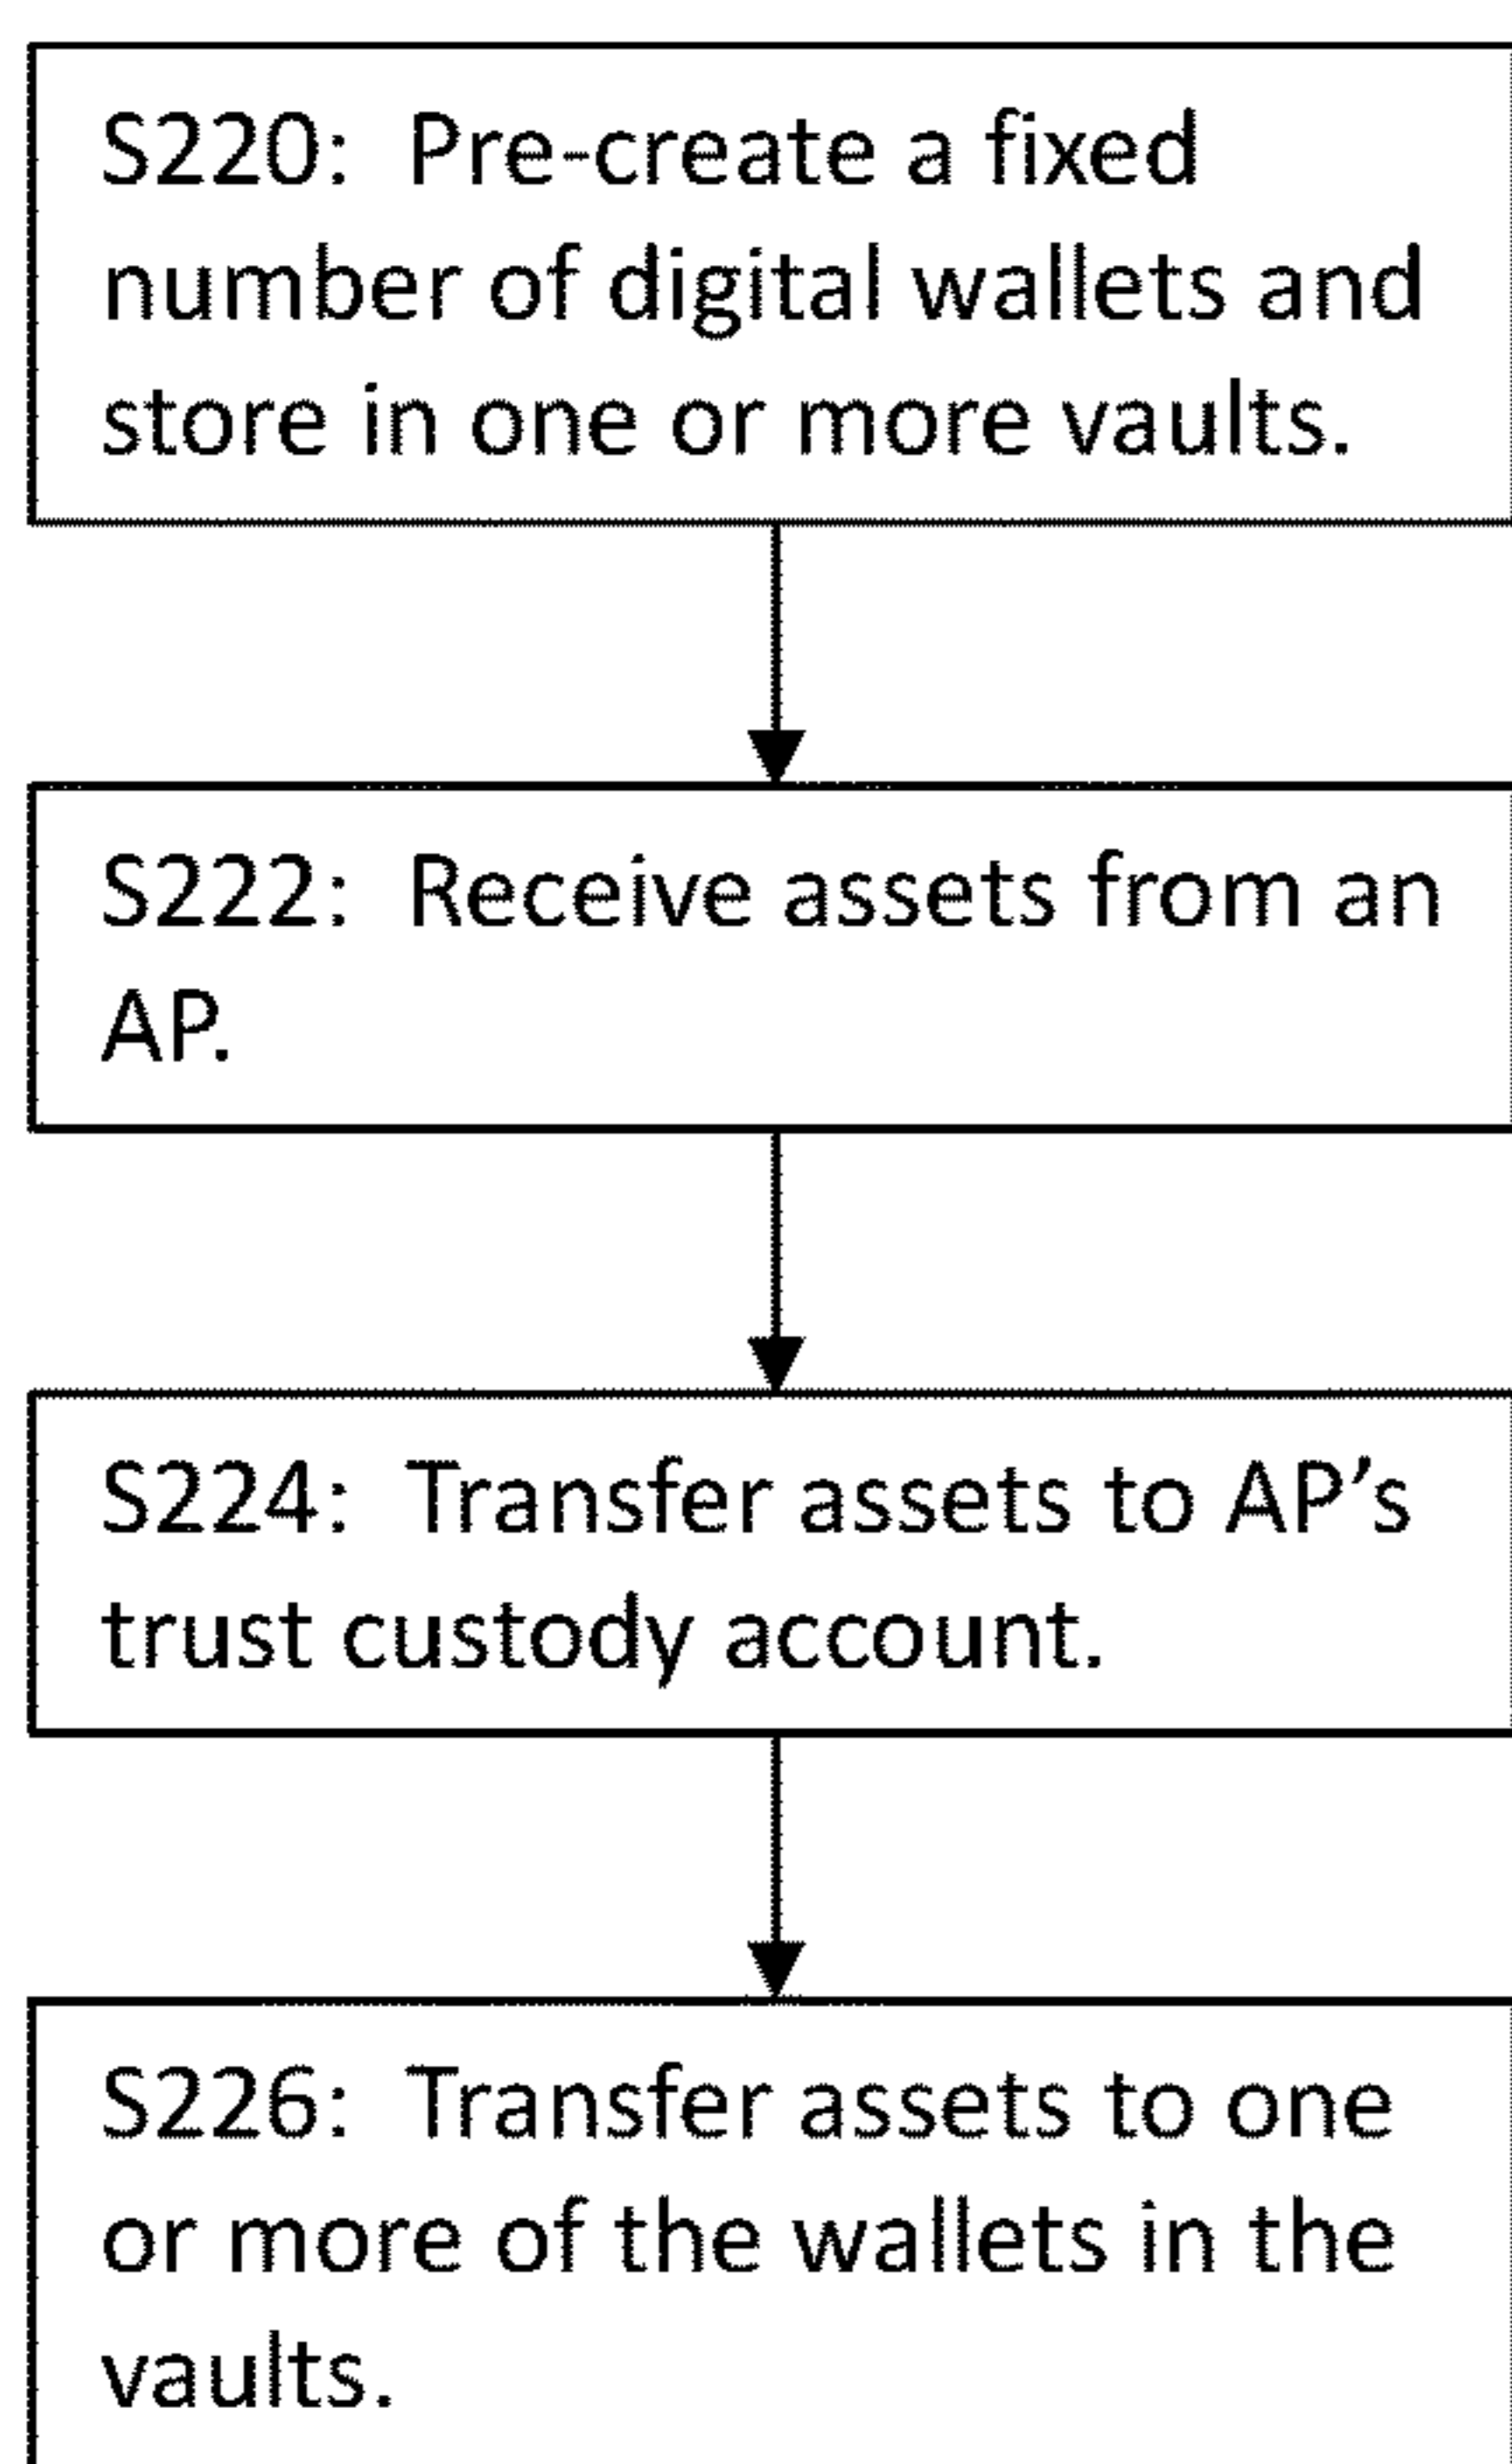 S220: Pre-create a fixed
number of digital wallets and
store in one or more vaults.
S222: Receive assets from an
AP.
S224: Transfer assets to AP’s
trust custody account.
S226: Transfer assets to one
or more of the wallets in the
vaults.